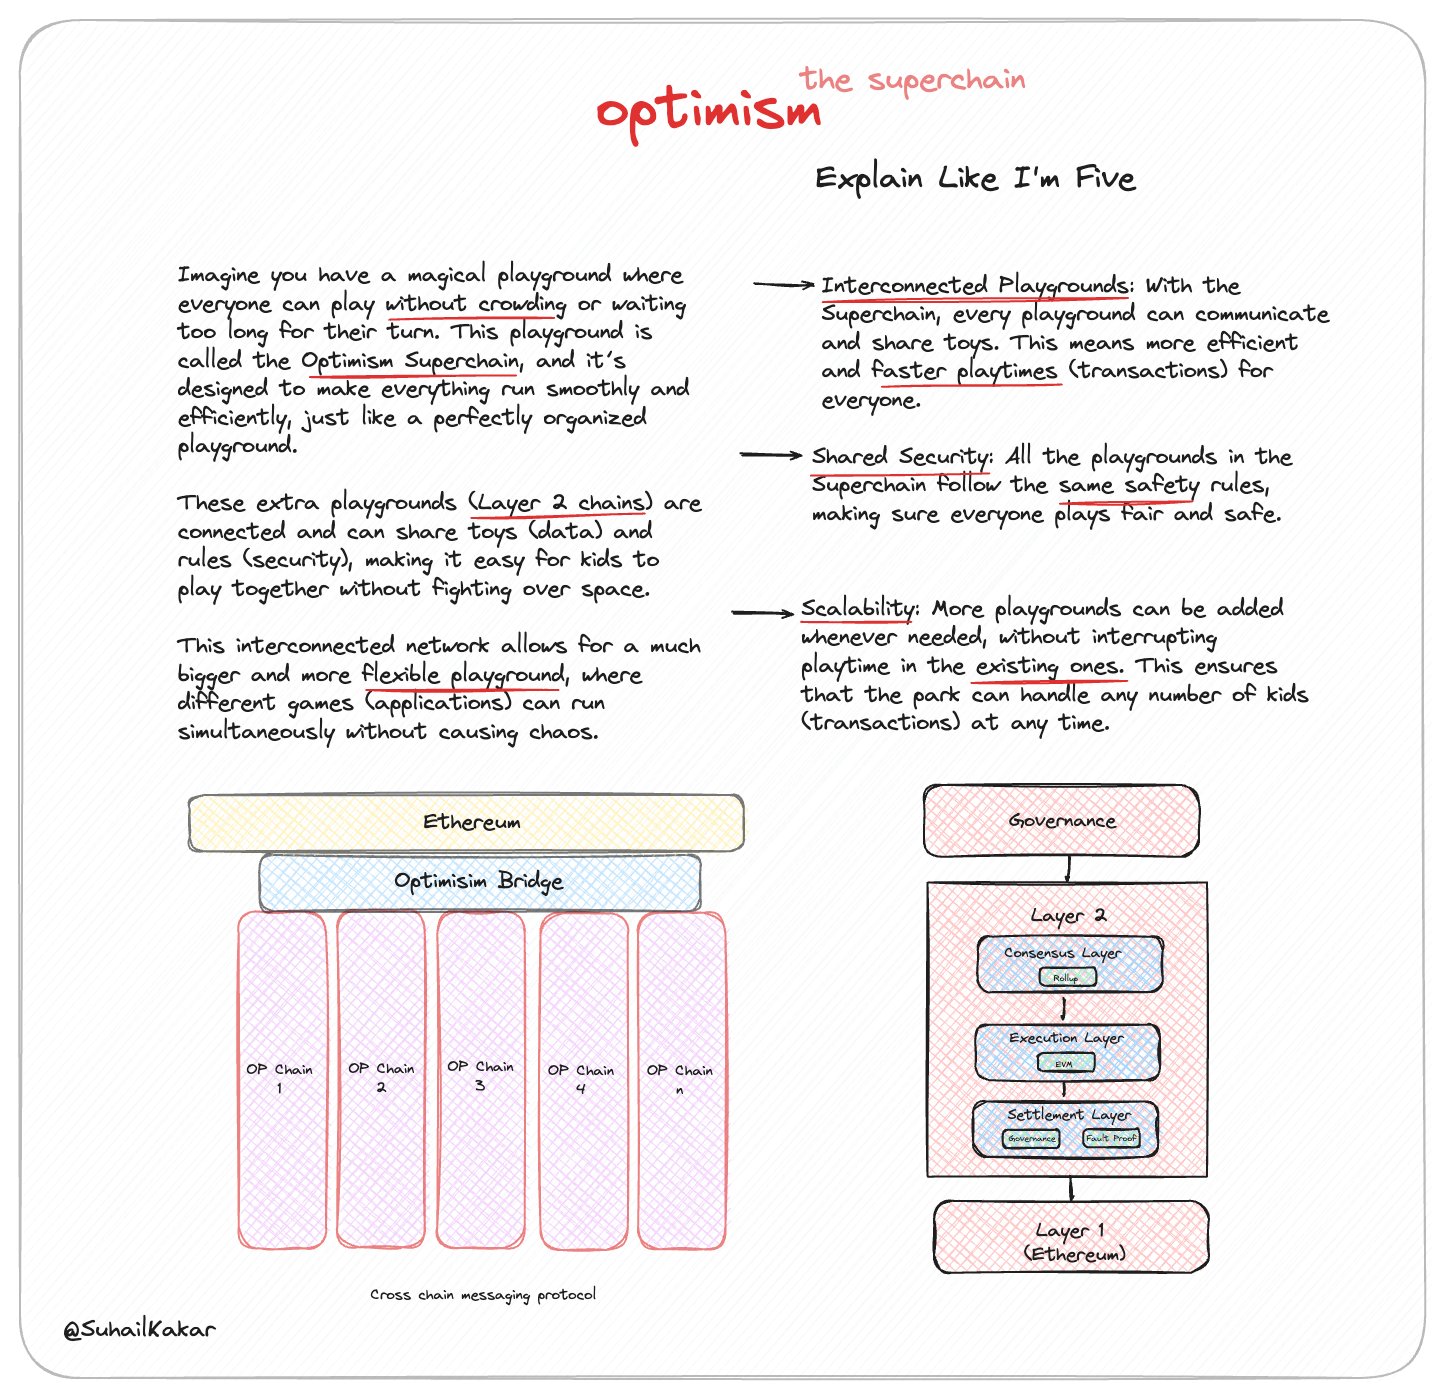 the superchain
optimism
Explain Like I'm Five
Imagine you have a magical playground where
everyone can play without crowding or waiting
too long for their turn. This playground is
called the Optimism Superchain, and it's
designed to make everything run smoothly and
efficiently, just like a perfectly organized
playground.
These extra playgrounds (Layer 2 chains) are
connected and can share toys (data) and
rules (security), making it easy for kids to
play together without fighting over space.
This interconnected network allows for a much
bigger and more flexible playground, where
different games (applications) can run
simultaneously without causing chaos.
Interconnected Playgrounds: With the
Superchain, every playground can communicate
and share toys. This means more efficient
and faster playtimes (transactions) for
everyone.
Shared Security: All the playgrounds in the
Superchain follow the same safety rules,
making sure everyone plays fair and safe.
Scalability: More playgrounds can be added
whenever needed, without interrupting
playtime in the existing ones. This ensures
that the park can handle any number of kids
(transactions) at any time.
Ethereum
Optimisim Bridge
OP Chain
1
OP Chain
2
OP Chain
3
OP Chain
4
OP Chain
n
Cross chain messaging protocol
Governance
Layer 2
Consensus Layer
Rollup
Execution Layer
EVM
Settlement Layer
Governance
Fault Proof
Layer 1
(Ethereum)
@SuhailKakar